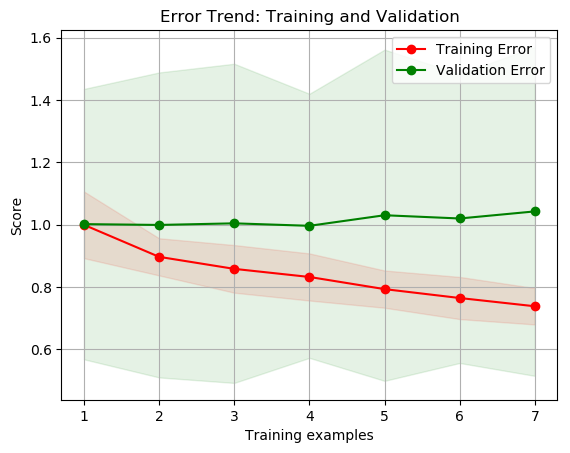 Error Trend: Training and Validation
Training Error
Validation Error
1.6
1.4
1.2
1.0
0.8
0.6
Score
1 2 3 4 5 6 7
Training examples